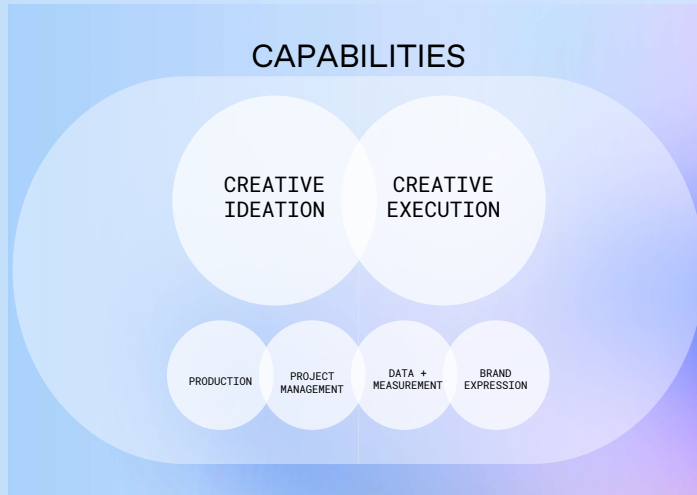 CAPABILITIES
CREATIVE
IDEATION
CREATIVE
EXECUTION
PRODUCTION
PROJECT
MANAGEMENT
DATA +
MEASUREMENT
BRAND
EXPRESSION